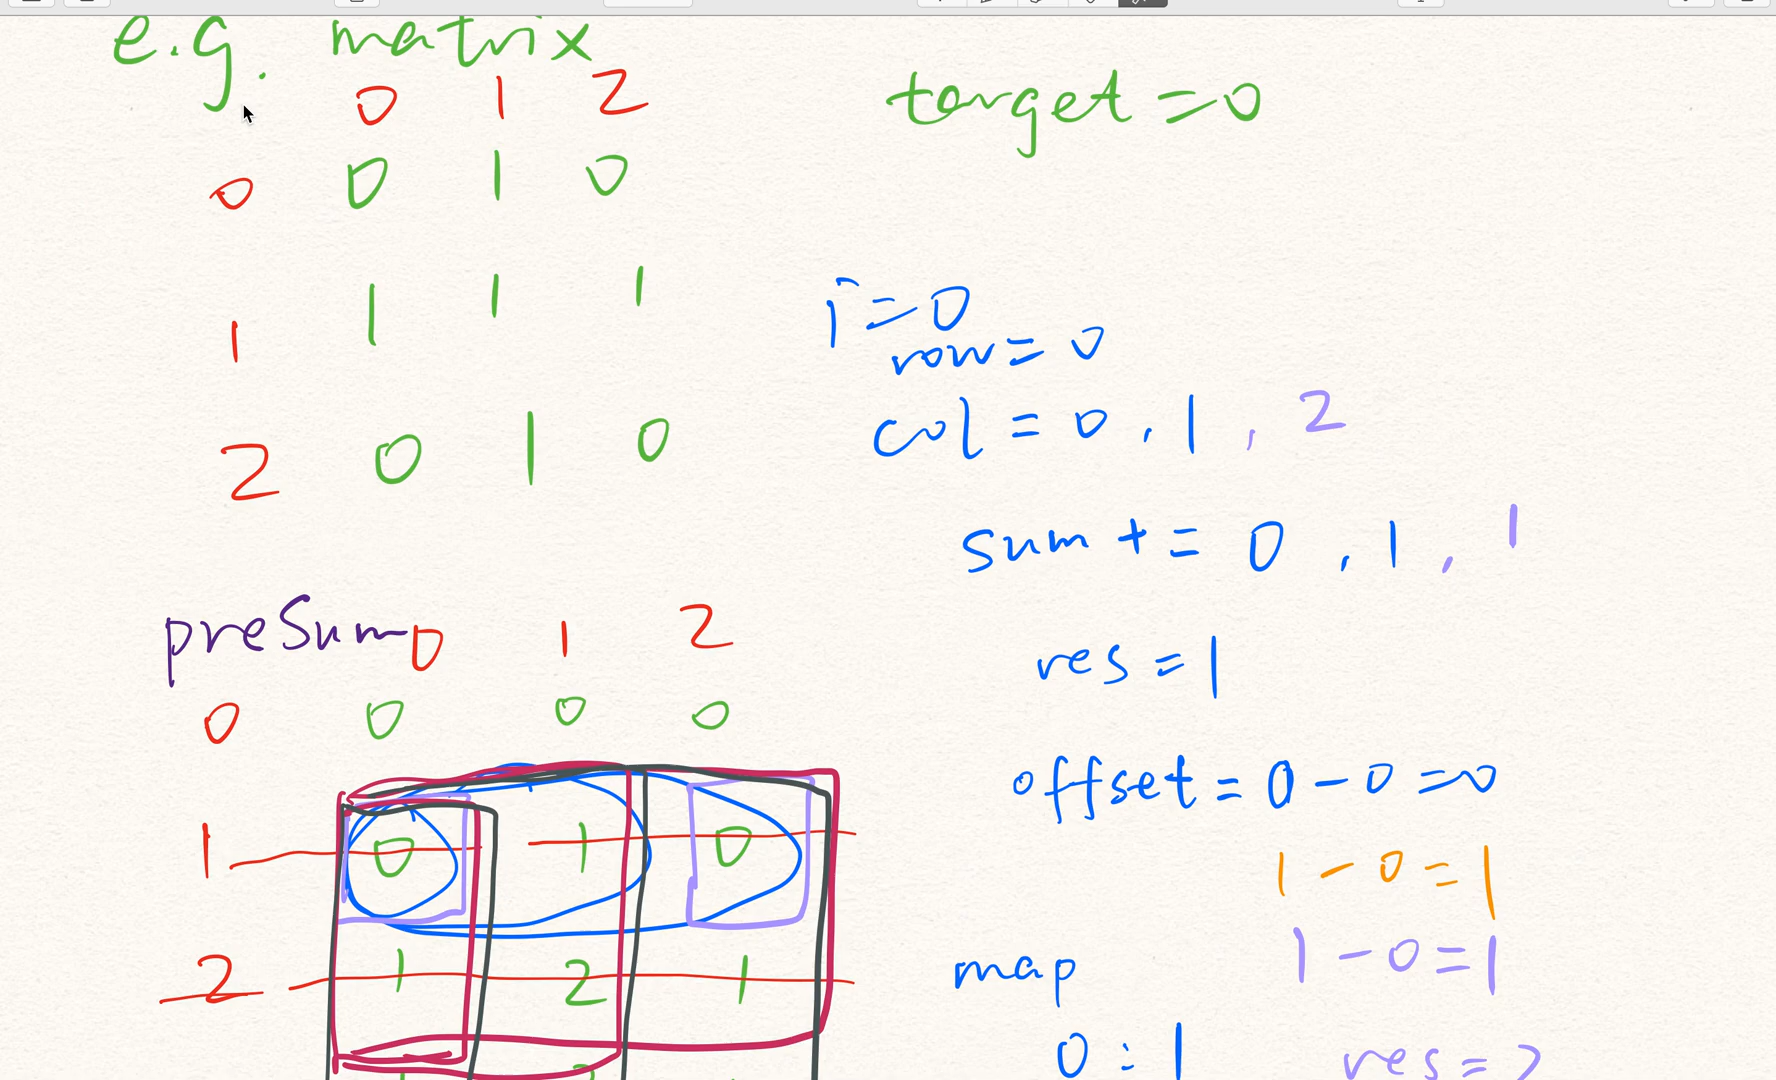 e.g. matrix
0 1 2
target = 0
0 0 1 0
1 1 1 1
2 0 1 0
i = 0
row = 0
col = 0 , 1 , 2
sum += 0 , 1 , 1
preSum 0 1 2
0 0 0 0
1 0 1 0
2 1 2 1
res = 1
offset = 0 - 0 = 0
1 - 0 = 1
1 - 0 = 1
map
0 : 1
res =